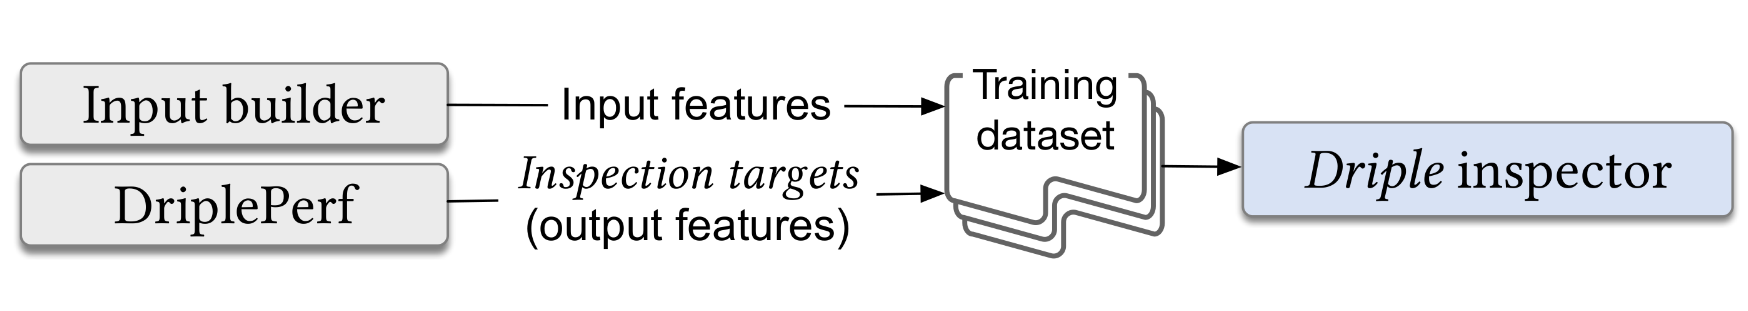 Input builder
Input features
Training
dataset
DriplePerf
Inspection targets
(output features)
Driple inspector